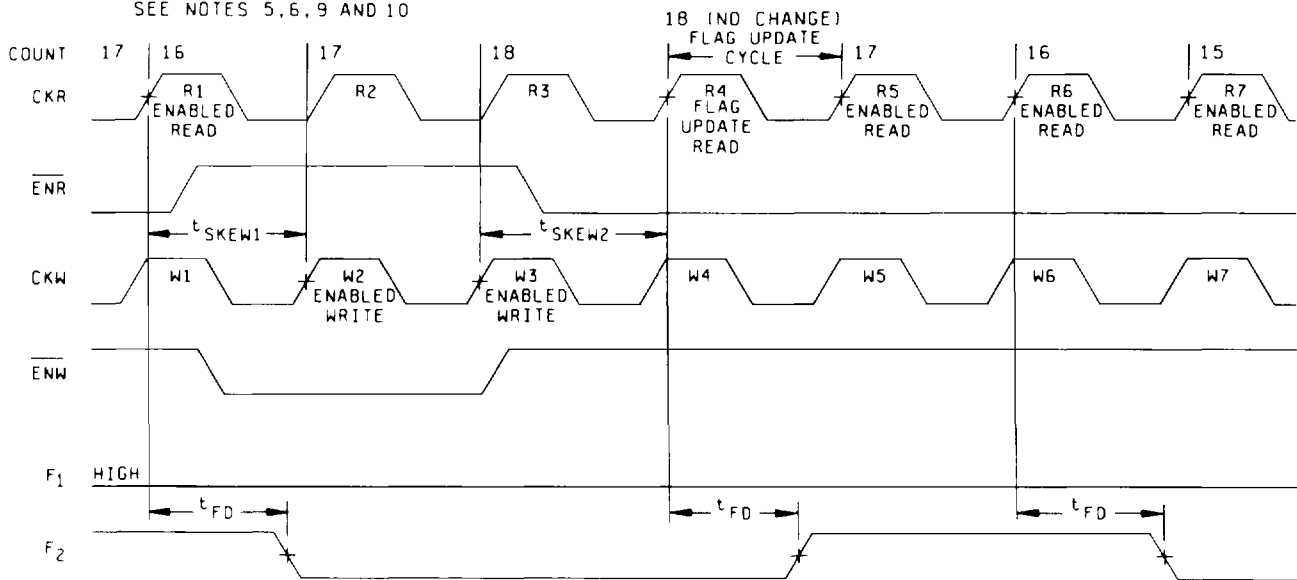 SEE NOTES 5,6,9 AND 10
18 (NO CHANGE)
FLAG UPDATE
CYCLE
COUNT 17 16 17 18 17 16 15
CKR
R1
ENABLED
READ
R2
R3
R4
FLAG
UPDATE
READ
R5
ENABLED
READ
R6
ENABLED
READ
R7
ENABLED
READ
ENR
tSKEW1
tSKEW2
CKW
W1
W2
ENABLED
WRITE
W3
ENABLED
WRITE
W4
W5
W6
W7
ENW
F1 HIGH
tFD tFD tFD
F2